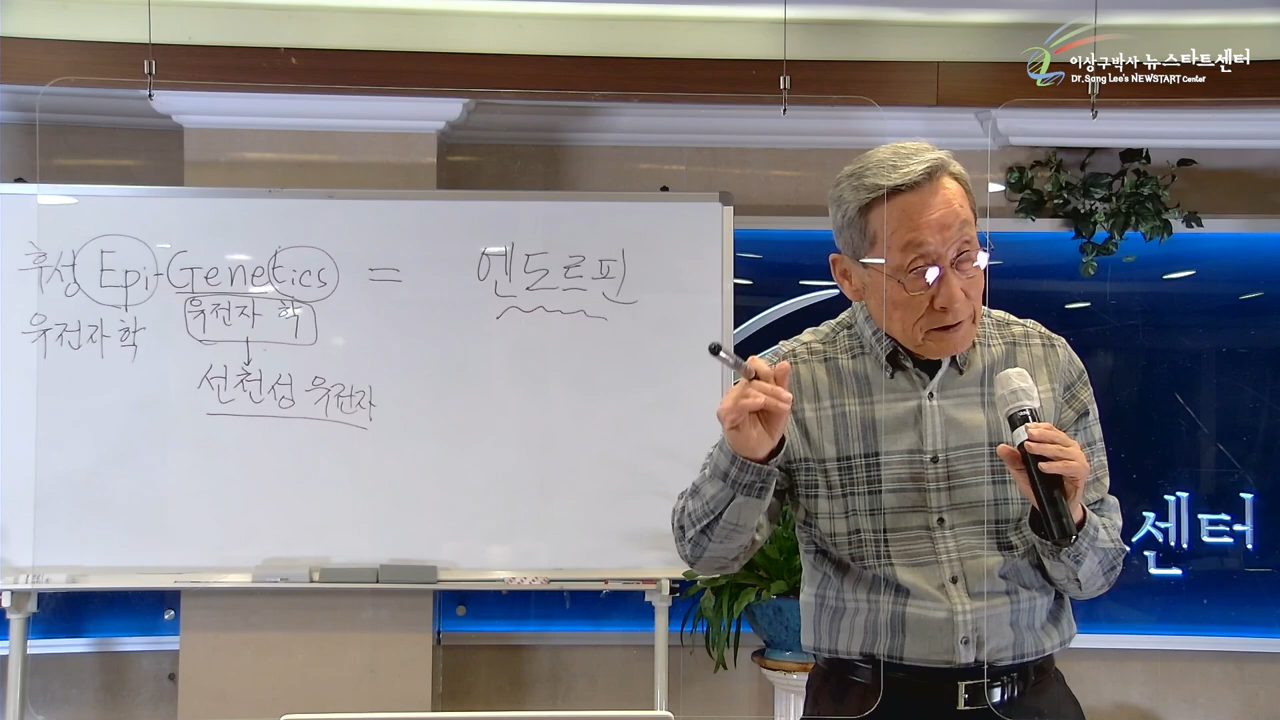 이상구박사 뉴스타트센터
Dr. Sang Lee's NEWSTART Center
후성 Epi-Genetics = 엔도르핀
유전자 학 유전자 학
선천성 유전자
센터